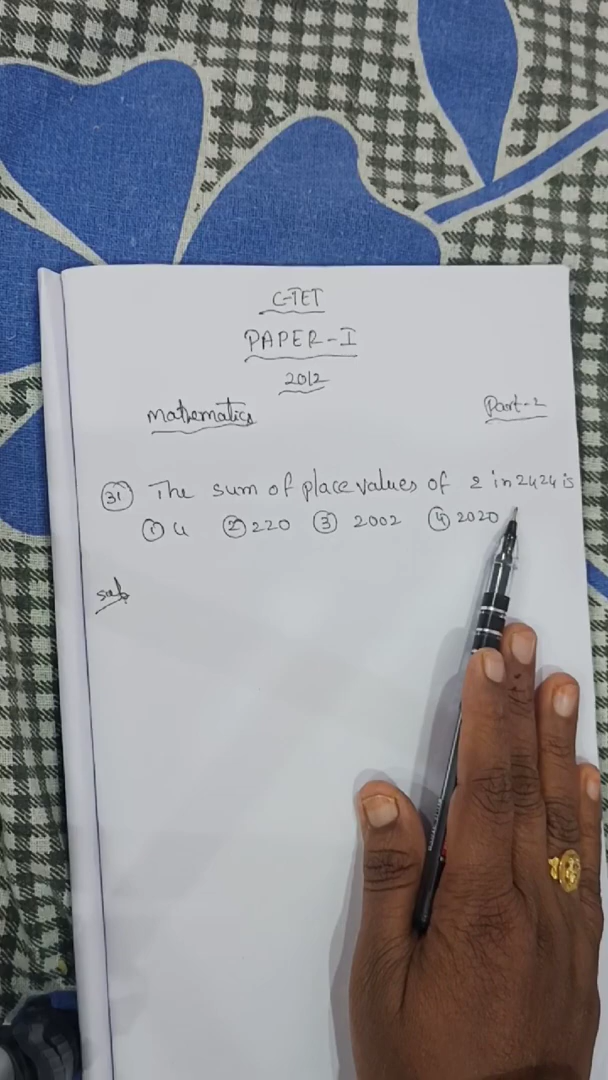 C-TET
PAPER-I
2012
Mathematics
Part-2
31 The sum of place values of 2 in 2424 is
① 4 ② 220 ③ 2002 ④ 2020